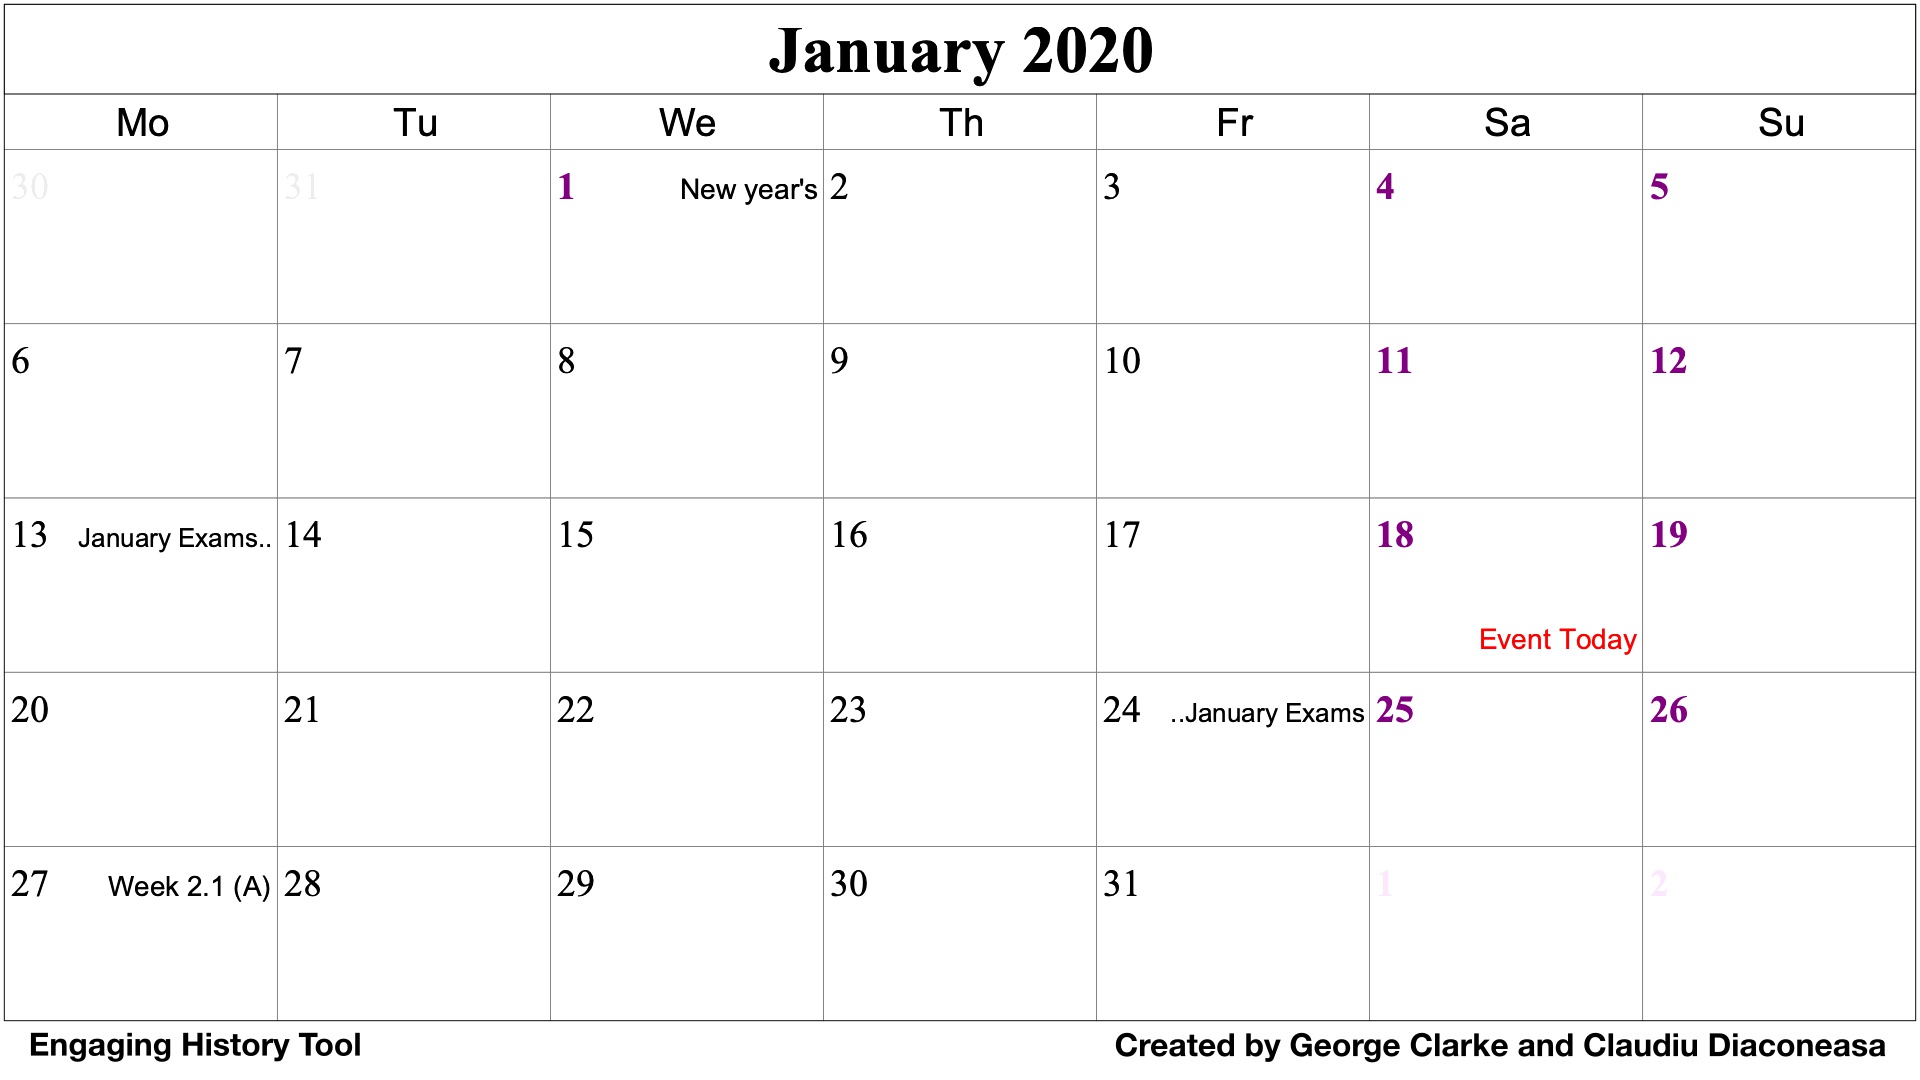 January 2020
Mo Tu We Th Fr Sa Su
30 31 1 New year's 2 3 4 5
6 7 8 9 10 11 12
13 January Exams.. 14 15 16 17 18 19
Event Today
20 21 22 23 24 ..January Exams 25 26
27 Week 2.1 (A) 28 29 30 31 1 2
Engaging History Tool Created by George Clarke and Claudiu Diaconeasa